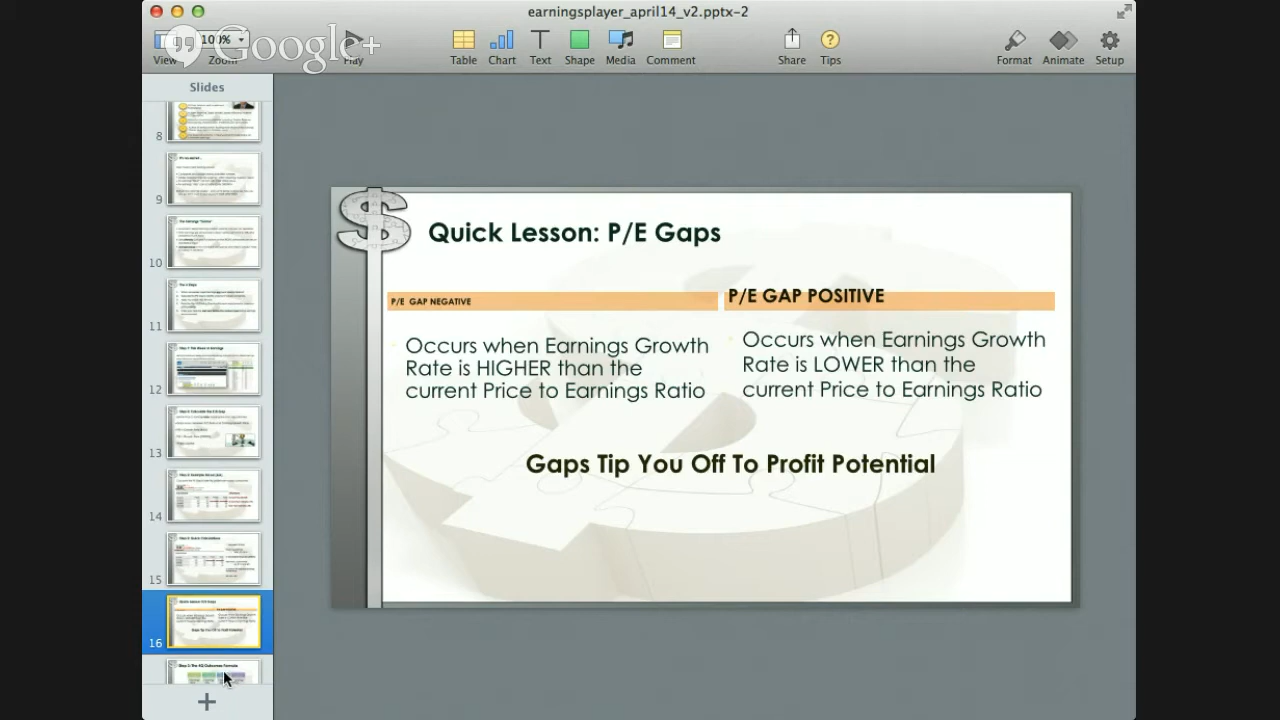 earningsplayer_april14_v2.pptx-2
100%
Google+
View
Zoom
Play
Table
Chart
Text
Shape
Media
Comment
Share
Tips
Format
Animate
Setup
Slides
8
9
10
11
12
13
14
15
16
Quick Lesson: P/E Gaps
P/E GAP NEGATIVE
Occurs when Earnings Growth
Rate is HIGHER than the
current Price to Earnings Ratio
P/E GAP POSITIVE
Occurs when Earnings Growth
Rate is LOWER than the
current Price to Earnings Ratio
Gaps Tip You Off To Profit Potential